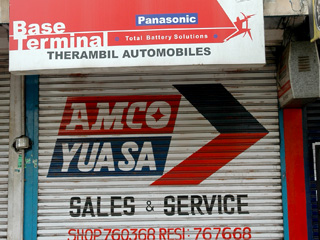 Base
Terminal
Panasonic
Total Battery Solutions
THERAMBIL AUTOMOBILES
AMCO
YUASA
SALES & SERVICE
SHOP 760368 RESI: 767668